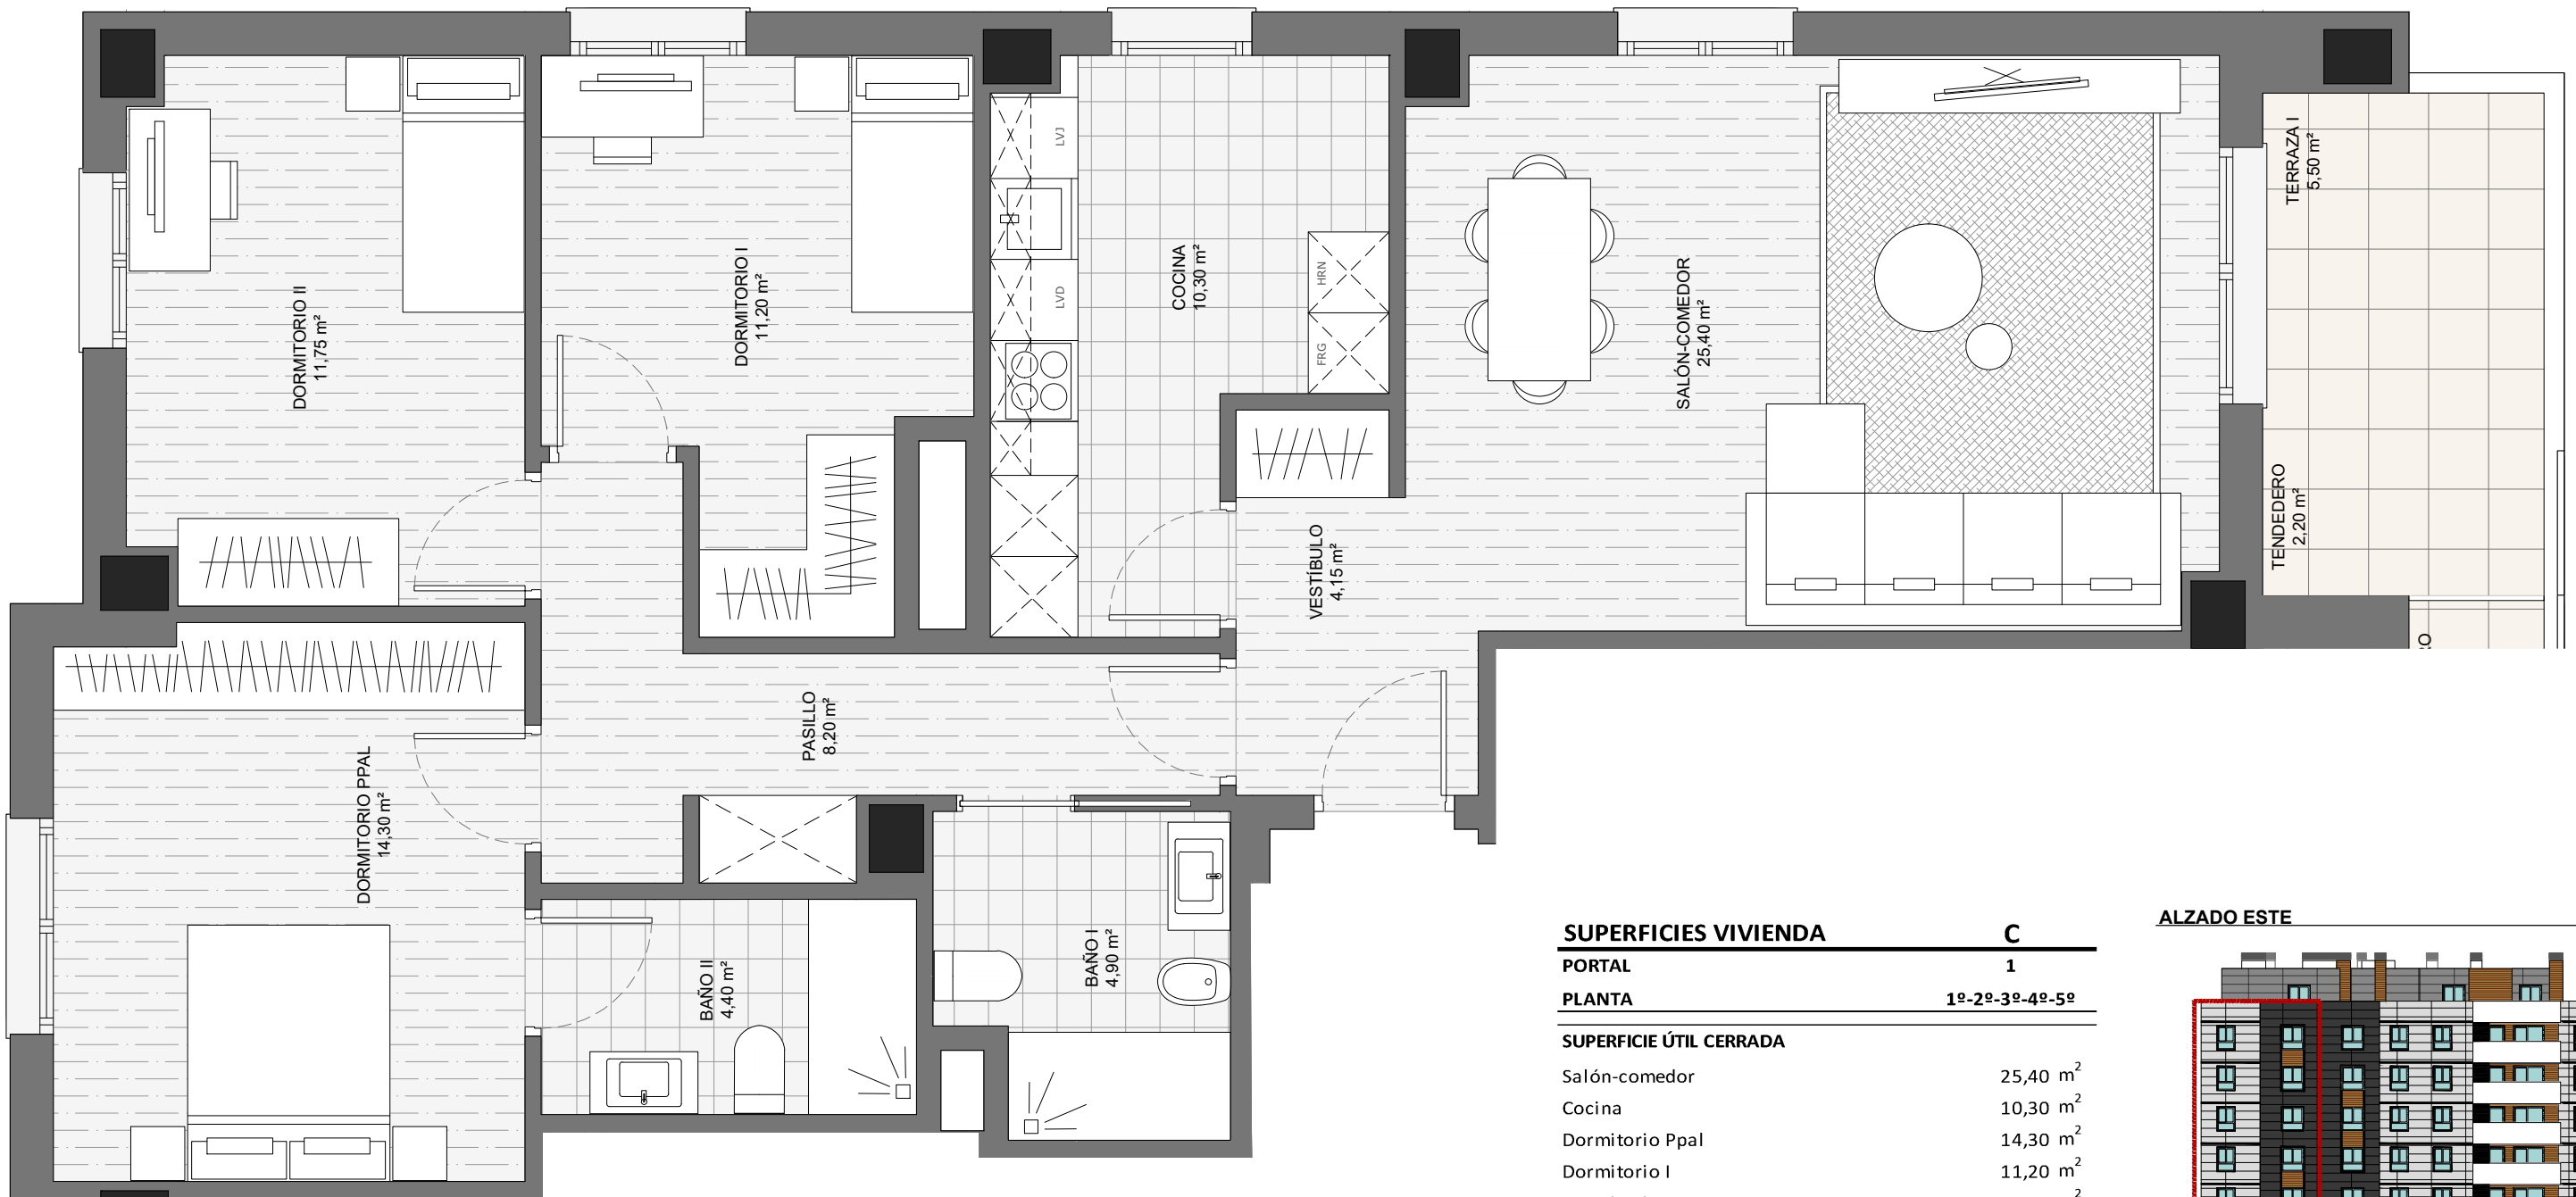 DORMITORIO II
11,75 m²
DORMITORIO I
11,20 m²
LVJ
LVD
COCINA
10,30 m²
HRN
FRG
SALÓN-COMEDOR
25,40 m²
TERRAZA I
5,50 m²
TENDEDERO
2,20 m²
VESTÍBULO
4,15 m²
PASILLO
8,20 m²
DORMITORIO PPAL
14,30 m²
BAÑO II
4,40 m²
BAÑO I
4,90 m²
SUPERFICIES VIVIENDA C
PORTAL 1
PLANTA 1º-2º-3º-4º-5º
SUPERFICIE ÚTIL CERRADA
Salón-comedor 25,40 m²
Cocina 10,30 m²
Dormitorio Ppal 14,30 m²
Dormitorio I 11,20 m²
ALZADO ESTE